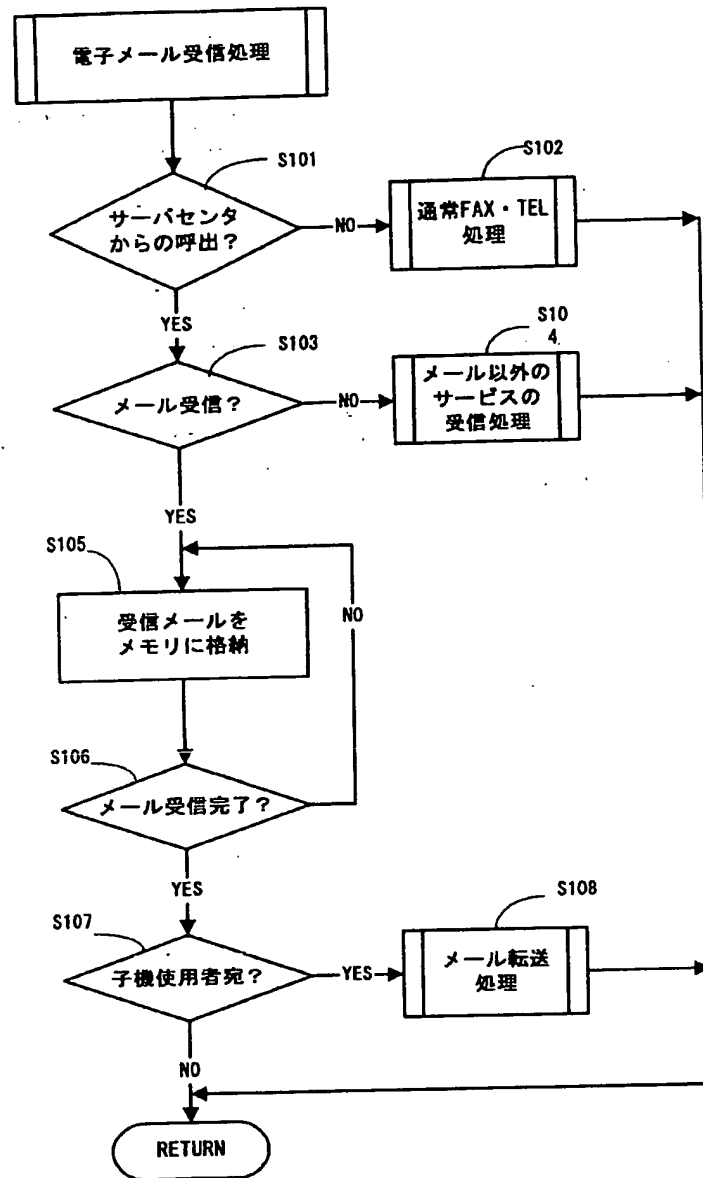 電子メール受信処理
S101
サーバセンタ
からの呼出？
NO
S102
通常FAX・TEL
処理
YES
S103
メール受信？
NO
S10
4
メール以外の
サービスの
受信処理
YES
S105
受信メールを
メモリに格納
NO
S106
メール受信完了？
YES
S107
子機使用者宛？
YES
S108
メール転送
処理
NO
RETURN